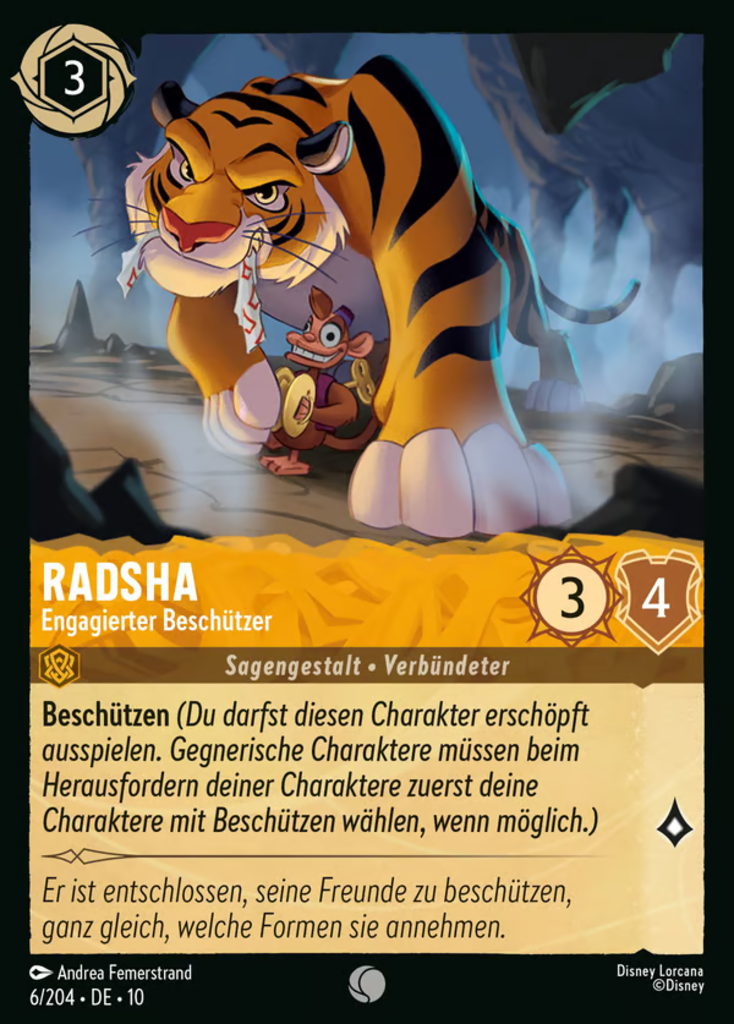 3
RADSHA
Engagierter Beschützer
3
4
Sagengestalt • Verbündeter
Beschützen (Du darfst diesen Charakter erschöpft
ausspielen. Gegnerische Charaktere müssen beim
Herausfordern deiner Charaktere zuerst deine
Charaktere mit Beschützen wählen, wenn möglich.)
Er ist entschlossen, seine Freunde zu beschützen,
ganz gleich, welche Formen sie annehmen.
Andrea Femerstrand
6/204 • DE • 10
Disney Lorcana
©Disney